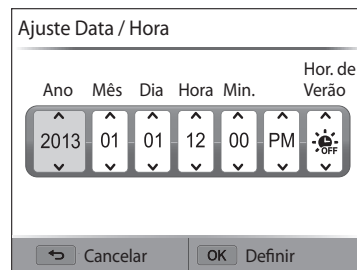 Ajuste Data / Hora
Hor. de
Ano Mês Dia Hora Min. Verão
2013 01 01 12 00 PM OFF
Cancelar OK Definir